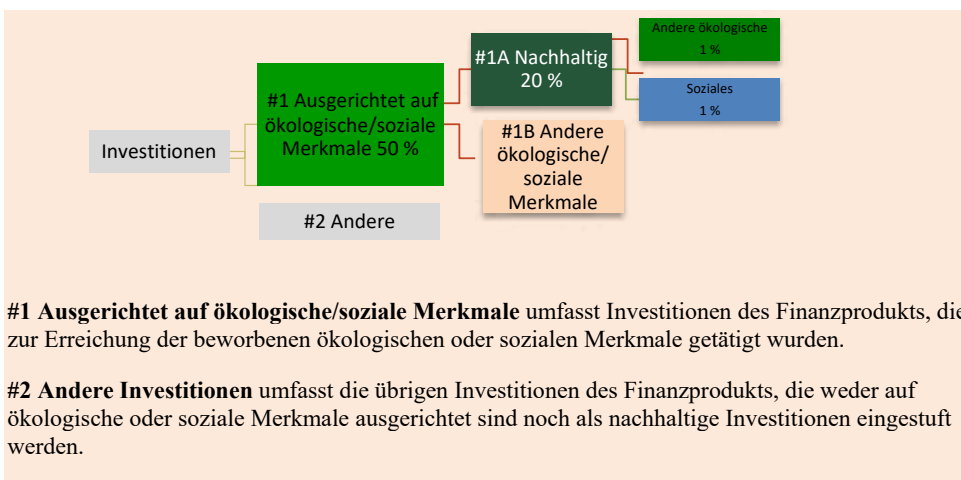 Andere ökologische
1 %
#1A Nachhaltig
20 %
Soziales
1 %
#1 Ausgerichtet auf
ökologische/soziale
Merkmale 50 %
Investitionen
#1B Andere
ökologische/
soziale
Merkmale
#2 Andere
#1 Ausgerichtet auf ökologische/soziale Merkmale umfasst Investitionen des Finanzprodukts, die
zur Erreichung der beworbenen ökologischen oder sozialen Merkmale getätigt wurden.
#2 Andere Investitionen umfasst die übrigen Investitionen des Finanzprodukts, die weder auf
ökologische oder soziale Merkmale ausgerichtet sind noch als nachhaltige Investitionen eingestuft
werden.